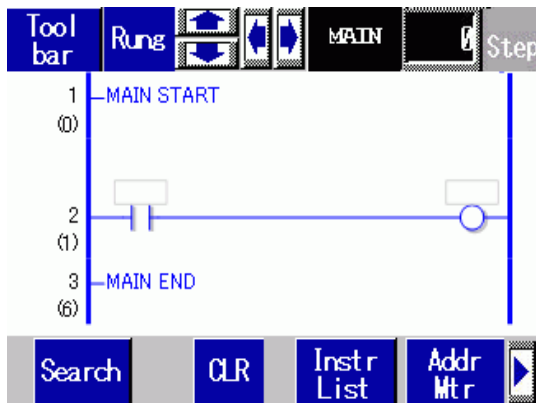 Tool
bar
Rung
MAIN
0
Step
1
MAIN START
(0)
2
(1)
3
MAIN END
(6)
Search
CLR
Instr
List
Addr
Mtr